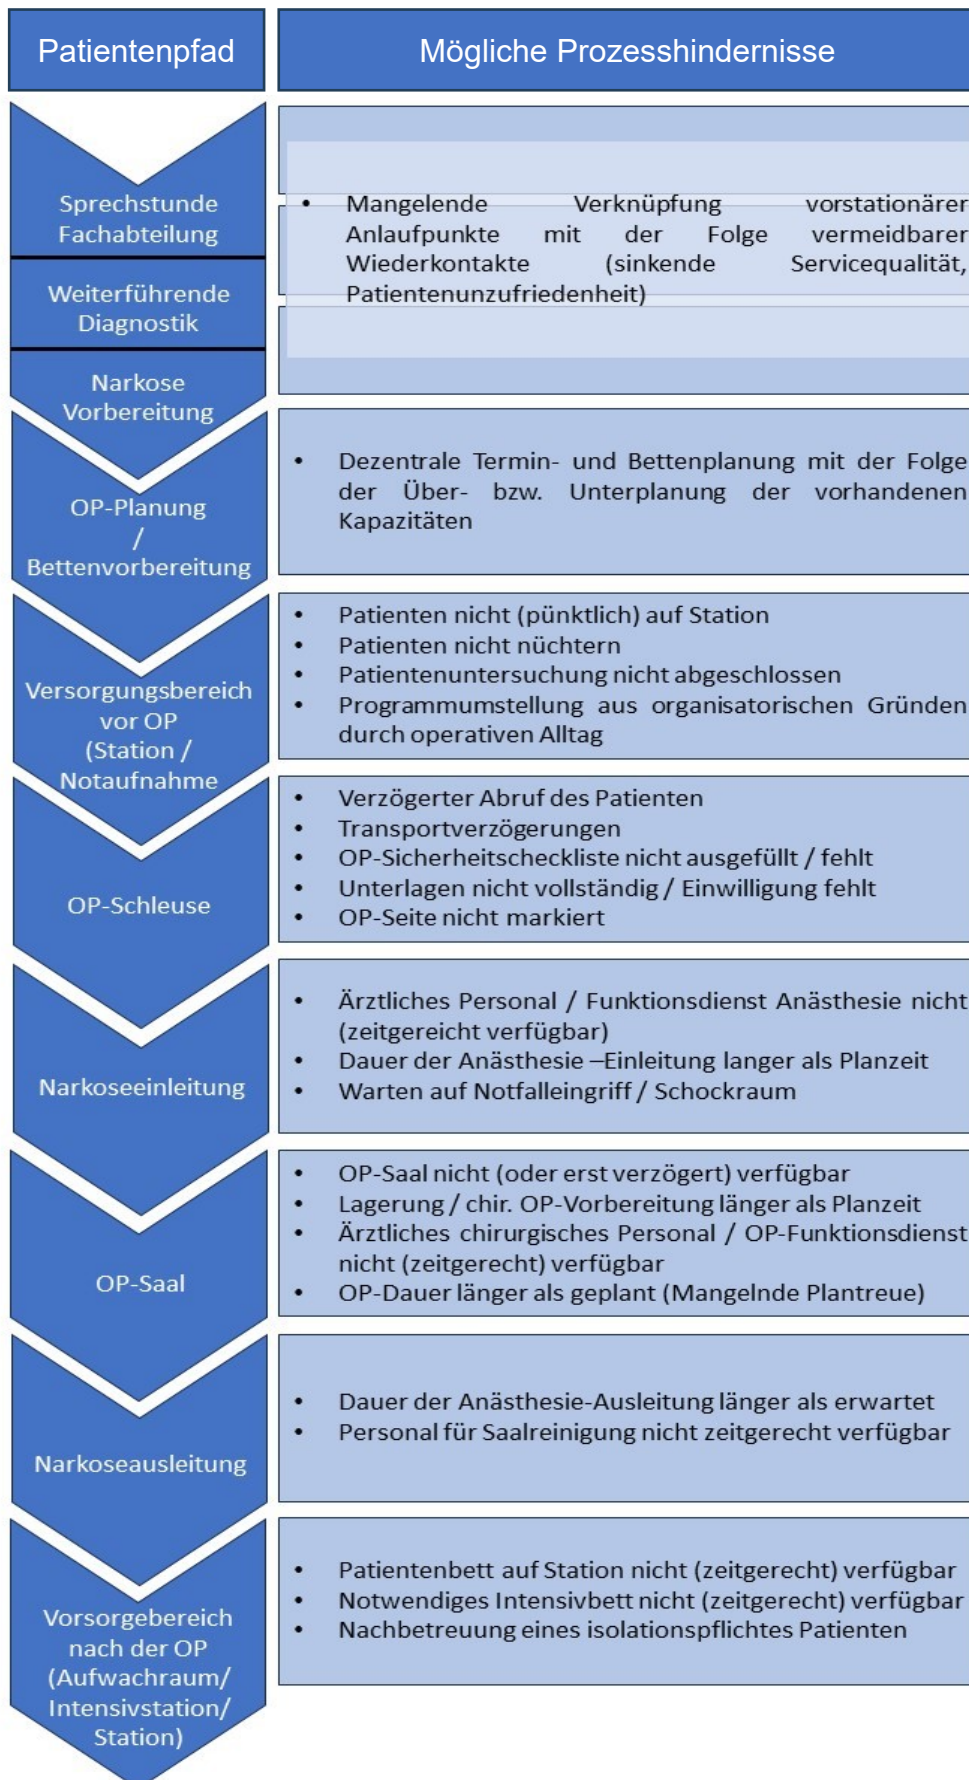 Patientenpfad
Mögliche Prozesshindernisse
Sprechstunde
Fachabteilung
Weiterführende
Diagnostik
Narkose
Vorbereitung
• Mangelende Verknüpfung vorstationärer
Anlaufpunkte mit der Folge vermeidbarer
Wiederkontakte (sinkende Servicequalität,
Patientenunzufriedenheit)
OP-Planung
/
Bettenvorbereitung
• Dezentrale Termin- und Bettenplanung mit der Folge
der Über- bzw. Unterplanung der vorhandenen
Kapazitäten
Versorgungsbereich
vor OP
(Station /
Notaufnahme
• Patienten nicht (pünktlich) auf Station
• Patienten nicht nüchtern
• Patientenuntersuchung nicht abgeschlossen
• Programmumstellung aus organisatorischen Gründen
durch operativen Alltag
OP-Schleuse
• Verzögerter Abruf des Patienten
• Transportverzögerungen
• OP-Sicherheitscheckliste nicht ausgefüllt / fehlt
• Unterlagen nicht vollständig / Einwilligung fehlt
• OP-Seite nicht markiert
Narkoseeinleitung
• Ärztliches Personal / Funktionsdienst Anästhesie nicht
(zeitgereicht verfügbar)
• Dauer der Anästhesie –Einleitung langer als Planzeit
• Warten auf Notfalleingriff / Schockraum
OP-Saal
• OP-Saal nicht (oder erst verzögert) verfügbar
• Lagerung / chir. OP-Vorbereitung länger als Planzeit
• Ärztliches chirurgisches Personal / OP-Funktionsdienst
nicht (zeitgerecht) verfügbar
• OP-Dauer länger als geplant (Mangelnde Plantreue)
Narkoseausleitung
• Dauer der Anästhesie-Ausleitung länger als erwartet
• Personal für Saalreinigung nicht zeitgerecht verfügbar
Vorsorgebereich
nach der OP
(Aufwachraum/
Intensivstation/
Station)
• Patientenbett auf Station nicht (zeitgerecht) verfügbar
• Notwendiges Intensivbett nicht (zeitgerecht) verfügbar
• Nachbetreuung eines isolationspflichtes Patienten